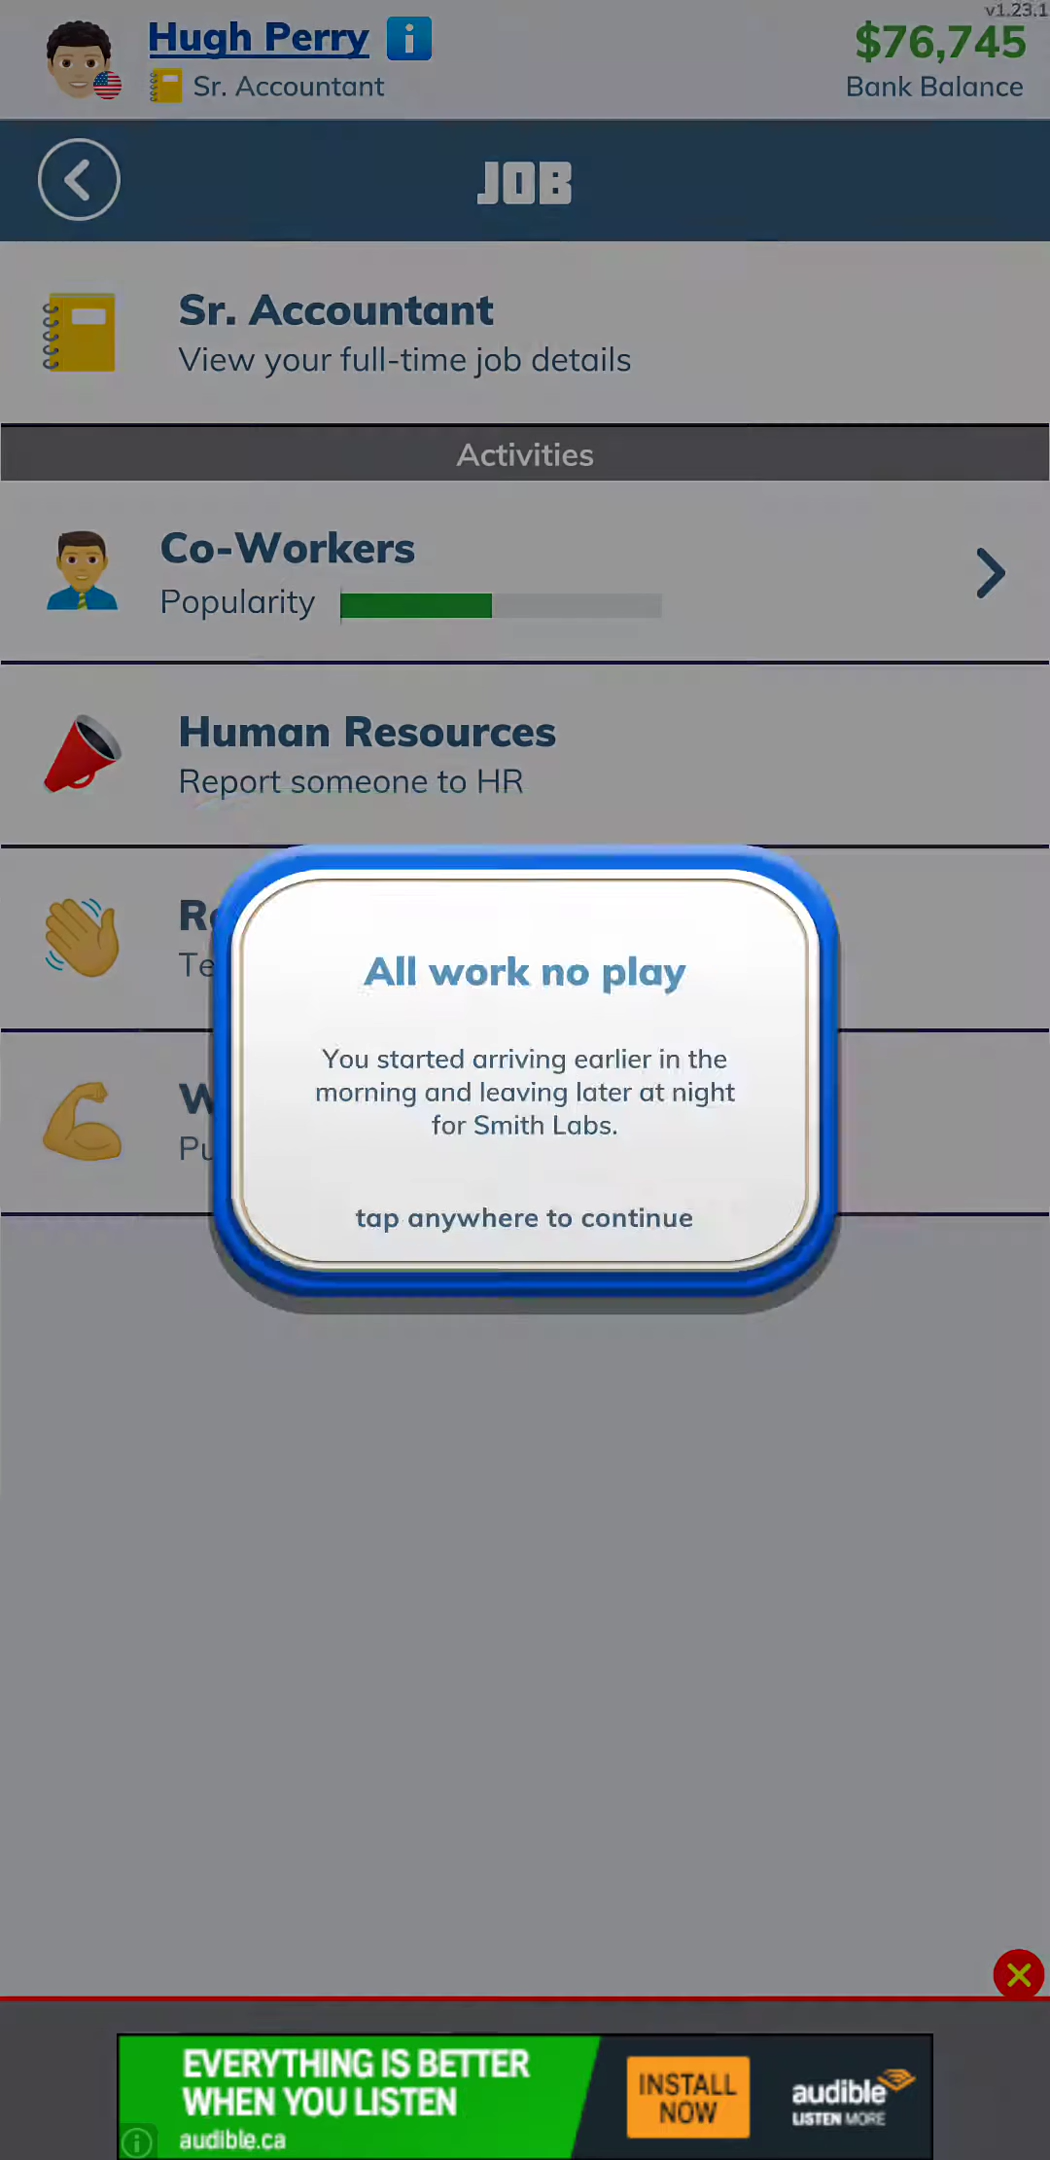 v1.23.1
Hugh Perry
$76,745
Sr. Accountant
Bank Balance
JOB
Sr. Accountant
View your full-time job details
Activities
Co-Workers
Popularity
Human Resources
Report someone to HR
All work no play
You started arriving earlier in the
morning and leaving later at night
for Smith Labs.
tap anywhere to continue
EVERYTHING IS BETTER
WHEN YOU LISTEN
audible.ca
INSTALL
NOW
audible
LISTEN MORE